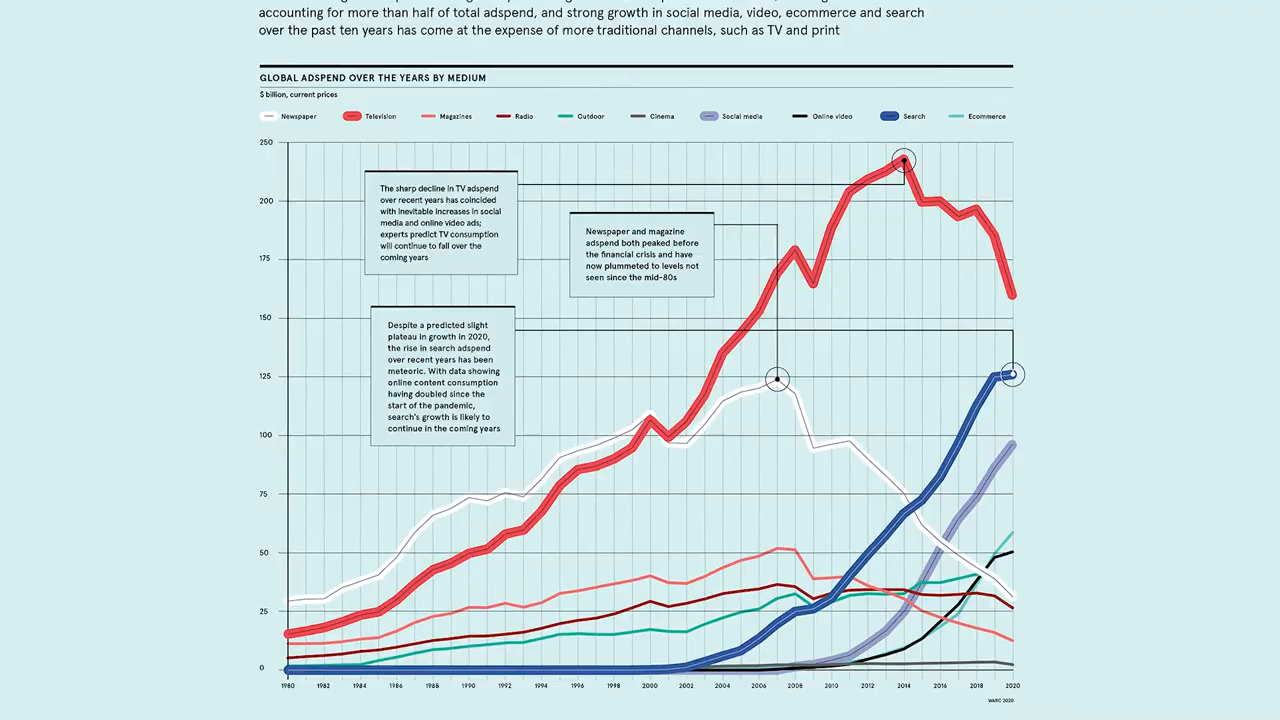 accounting for more than half of total adspend, and strong growth in social media, video, ecommerce and search
over the past ten years has come at the expense of more traditional channels, such as TV and print
GLOBAL ADSPEND OVER THE YEARS BY MEDIUM
$ billion, current prices
Newspaper Television Magazines Radio Outdoor Cinema Social media Online video Search Ecommerce
250
200
175
150
125
100
75
50
25
0
The sharp decline in TV adspend
over recent years has coincided
with inevitable increases in social
media and online video ads;
experts predict TV consumption
will continue to fall over the
coming years
Newspaper and magazine
adspend both peaked before
the financial crisis and have
now plummeted to levels not
seen since the mid-80s
Despite a predicted slight
plateau in growth in 2020,
the rise in search adspend
over recent years has been
meteoric. With data showing
online content consumption
having doubled since the
start of the pandemic,
search's growth is likely to
continue in the coming years
1980 1982 1984 1986 1988 1990 1992 1994 1996 1998 2000 2002 2004 2006 2008 2010 2012 2014 2016 2018 2020
WARC 2020